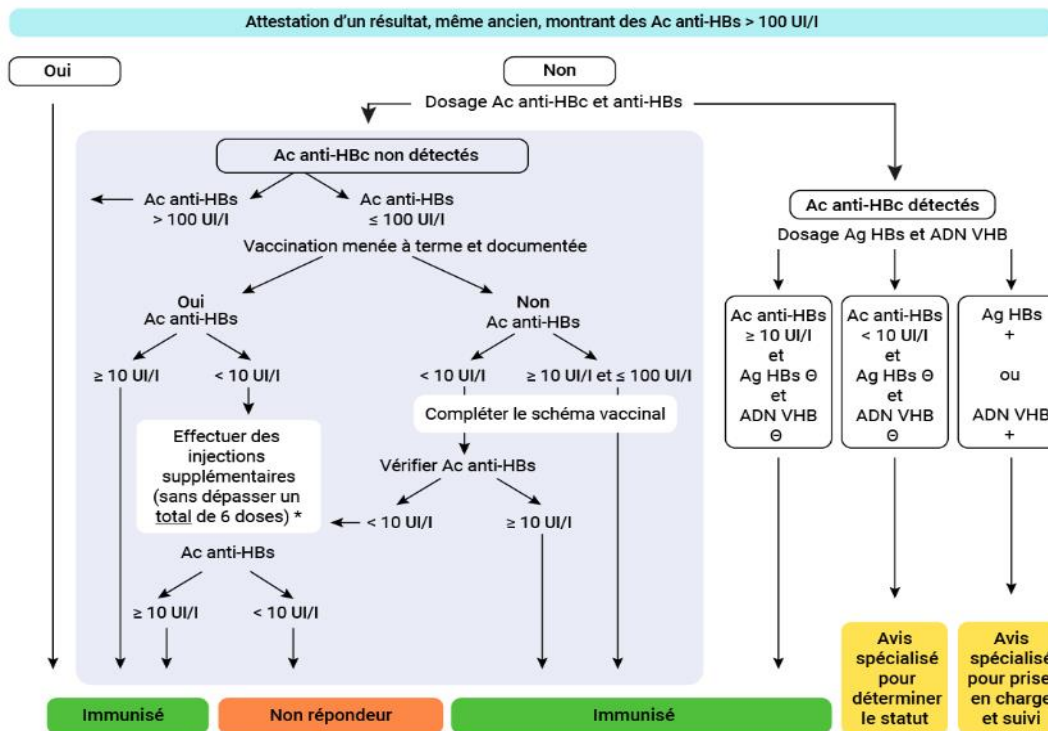 Attestation d'un résultat, même ancien, montrant des Ac anti-HBs > 100 UI/l
Oui
Non
Dosage Ac anti-HBc et anti-HBs
Ac anti-HBc non détectés
Ac anti-HBs
> 100 UI/l
Ac anti-HBs
≤ 100 UI/l
Vaccination menée à terme et documentée
Oui
Ac anti-HBs
Non
Ac anti-HBs
≥ 10 UI/l
< 10 UI/l
< 10 UI/l
≥ 10 UI/l et ≤ 100 UI/l
Effectuer des
injections
supplémentaires
(sans dépasser un
total de 6 doses) *
Compléter le schéma vaccinal
Vérifier Ac anti-HBs
< 10 UI/l
≥ 10 UI/l
Ac anti-HBs
≥ 10 UI/l
< 10 UI/l
Ac anti-HBc détectés
Dosage Ag HBs et ADN VHB
Ac anti-HBs
≥ 10 UI/l
et
Ag HBs Θ
et
ADN VHB
Θ
Ac anti-HBs
< 10 UI/l
et
Ag HBs Θ
et
ADN VHB
Θ
Ag HBs
+
ou
ADN VHB
+
Immunisé
Non répondeur
Immunisé
Avis
spécialisé
pour
déterminer
le statut
Avis
spécialisé
pour prise
en charge
et suivi